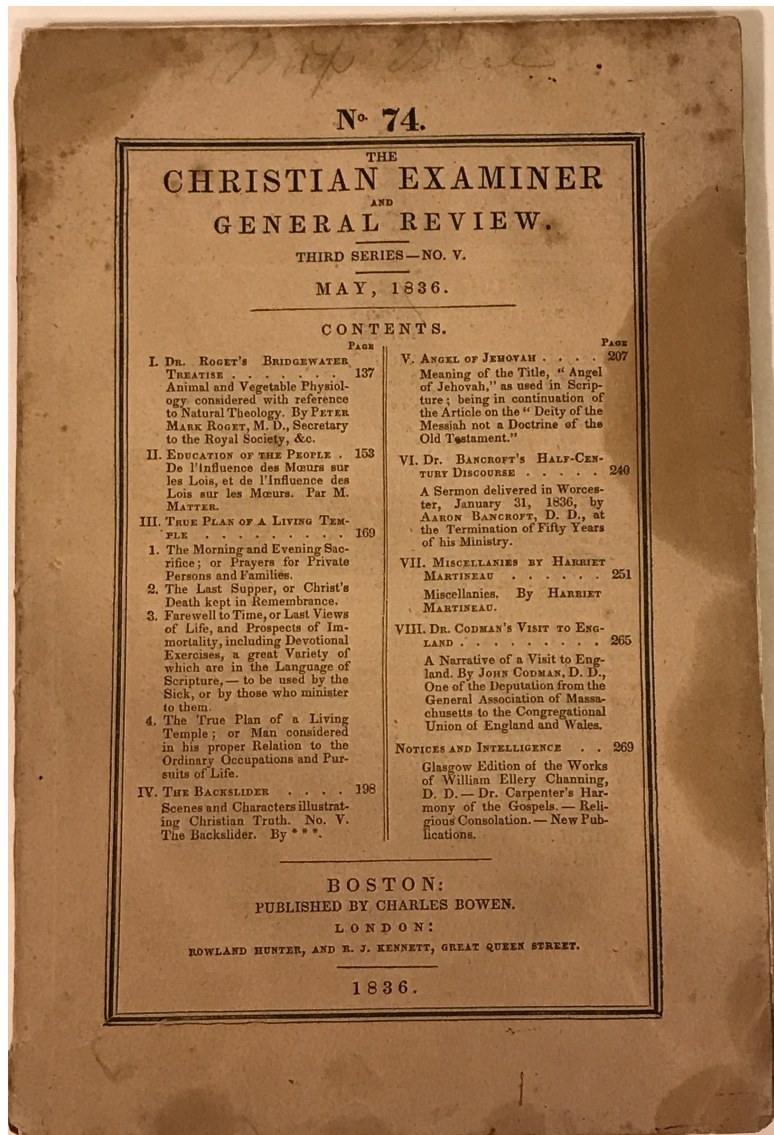 No. 74.
THE
CHRISTIAN EXAMINER
AND
GENERAL REVIEW.
THIRD SERIES—NO. V.
MAY, 1836.
CONTENTS.
PAGE
I. DR. ROGET'S BRIDGEWATER
TREATISE . . . . . . . 137
Animal and Vegetable Physiol-
ogy considered with reference
to Natural Theology. By PETER
MARK ROGET, M. D., Secretary
to the Royal Society, &c.
II. EDUCATION OF THE PEOPLE . 153
De l'Influence des Mœurs sur
les Lois, et de l'Influence des
Lois sur les Mœurs. Par M.
MATTER.
III. TRUE PLAN OF A LIVING TEM-
PLE . . . . . . . . . 169
1. The Morning and Evening Sac-
rifice; or Prayers for Private
Persons and Families.
2. The Last Supper, or Christ's
Death kept in Remembrance.
3. Farewell to Time, or Last Views
of Life, and Prospects of Im-
mortality, including Devotional
Exercises, a great Variety of
which are in the Language of
Scripture,— to be used by the
Sick, or by those who minister
to them.
4. The True Plan of a Living
Temple; or Man considered
in his proper Relation to the
Ordinary Occupations and Pur-
suits of Life.
IV. THE BACKSLIDER . . . . 198
Scenes and Characters illustrat-
ing Christian Truth. No. V.
The Backslider. By * * *.
PAGE
V. ANGEL OF JEHOVAH . . . . 207
Meaning of the Title, "Angel
of Jehovah," as used in Scrip-
ture; being in continuation of
the Article on the "Deity of the
Messiah not a Doctrine of the
Old Testament."
VI. DR. BANCROFT'S HALF-CEN-
TURY DISCOURSE . . . . . 240
A Sermon delivered in Worces-
ter, January 31, 1836, by
AARON BANCROFT, D. D., at
the Termination of Fifty Years
of his Ministry.
VII. MISCELLANIES BY HARRIET
MARTINEAU . . . . . . 251
Miscellanies. By HARRIET
MARTINEAU.
VIII. DR. CODMAN'S VISIT TO ENG-
LAND . . . . . . . . . 265
A Narrative of a Visit to Eng-
land. By JOHN CODMAN, D. D.,
One of the Deputation from the
General Association of Massa-
chusetts to the Congregational
Union of England and Wales.
NOTICES AND INTELLIGENCE . . 269
Glasgow Edition of the Works
of William Ellery Channing,
D. D. — Dr. Carpenter's Har-
mony of the Gospels. — Reli-
gious Consolation. — New Pub-
lications.
BOSTON:
PUBLISHED BY CHARLES BOWEN.
LONDON:
ROWLAND HUNTER, AND R. J. KENNETT, GREAT QUEEN STREET.
1836.